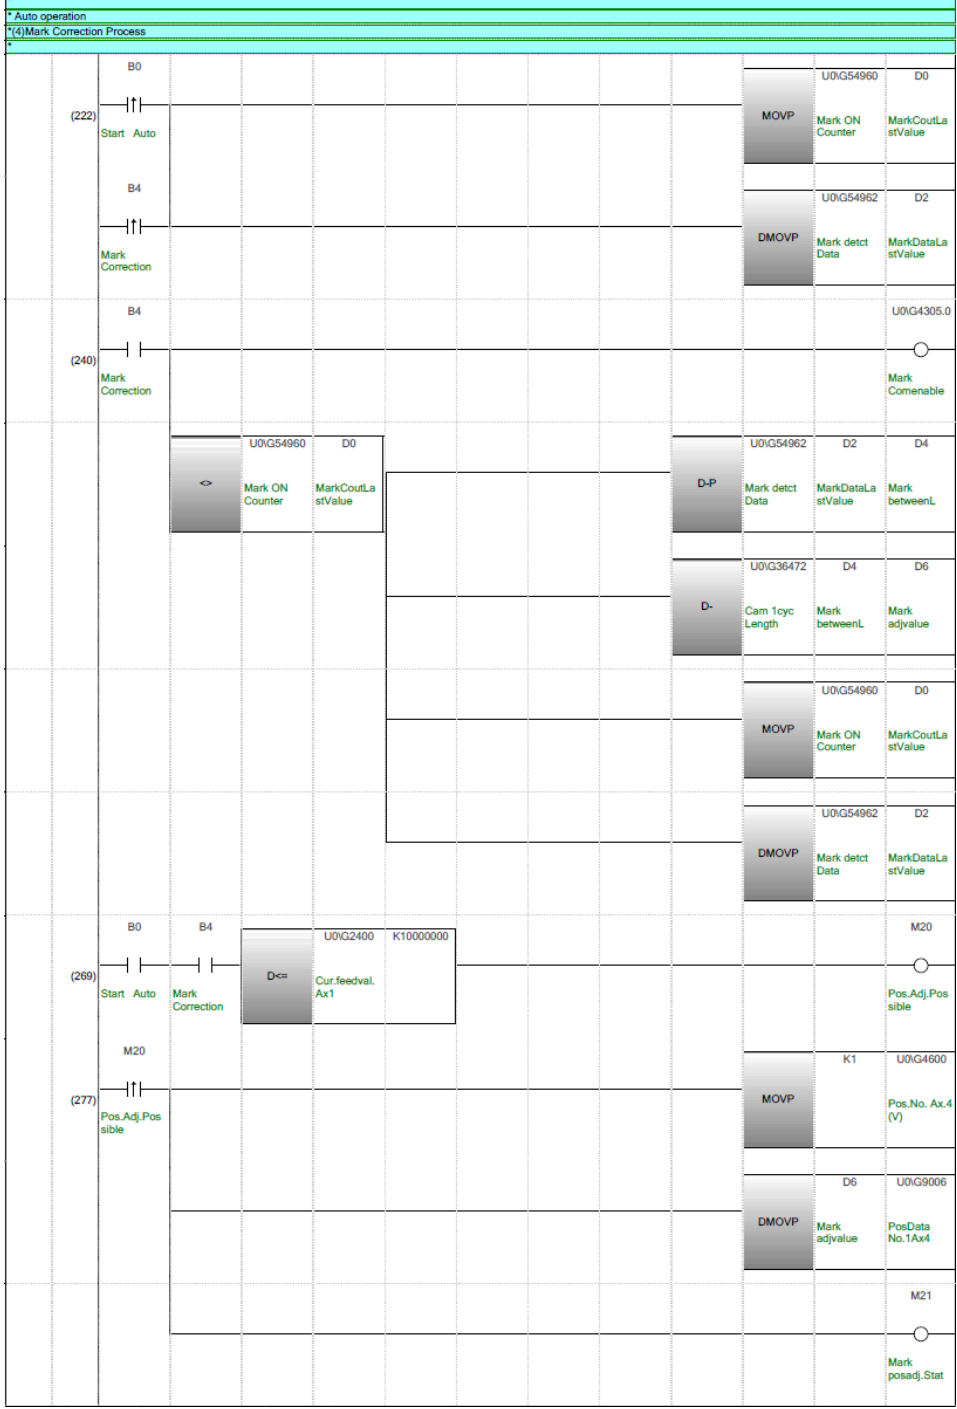 * Auto operation
*(4)Mark Correction Process
*
B0
U0\G54960 D0
(222)
MOVP
Start Auto
Mark ON MarkCoutLa
Counter stValue
B4
U0\G54962 D2
DMOVP
Mark
Correction
Mark detct MarkDataLa
Data stValue
B4
U0\G4305.0
(240)
Mark
Correction
Mark
Comenable
U0\G54960 D0
<>
Mark ON MarkCoutLa
Counter stValue
U0\G54962 D2 D4
D-P
Mark detct MarkDataLa Mark
Data stValue betweenL
U0\G36472 D4 D6
D-
Cam 1cyc Mark Mark
Length betweenL adjvalue
U0\G54960 D0
MOVP
Mark ON MarkCoutLa
Counter stValue
U0\G54962 D2
DMOVP
Mark detct MarkDataLa
Data stValue
B0 B4
U0\G2400 K10000000
M20
(269)
D<=
Start Auto Mark
Correction
Cur.feedval.
Ax1
Pos.Adj.Pos
sible
M20
K1 U0\G4600
(277)
MOVP
Pos.Adj.Pos
sible
Pos.No. Ax.4
(V)
D6 U0\G9006
DMOVP
Mark PosData
adjvalue No.1Ax4
M21
Mark
posadj.Stat